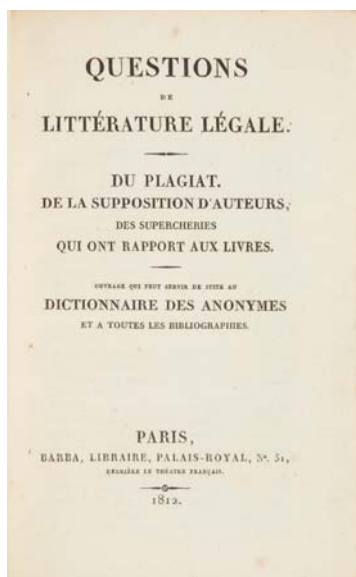 QUESTIONS
DE
LITTÉRATURE LÉGALE.
DU PLAGIAT.
DE LA SUPPOSITION D'AUTEURS,
DES SUPERCHERIES
QUI ONT RAPPORT AUX LIVRES.
OUVRAGE QUI PEUT SERVIR DE SUITE AU
DICTIONNAIRE DES ANONYMES
ET A TOUTES LES BIBLIOGRAPHIES.
PARIS,
BARBA, LIBRAIRE, PALAIS-ROYAL, No. 51,
DERRIÈRE LE THÉATRE FRANÇAIS.
1812.